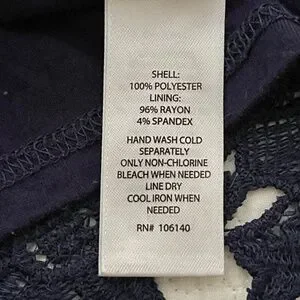 SHELL:
100% POLYESTER
LINING:
96% RAYON
4% SPANDEX
HAND WASH COLD
SEPARATELY
ONLY NON-CHLORINE
BLEACH WHEN NEEDED
LINE DRY
COOL IRON WHEN
NEEDED
RN# 106140